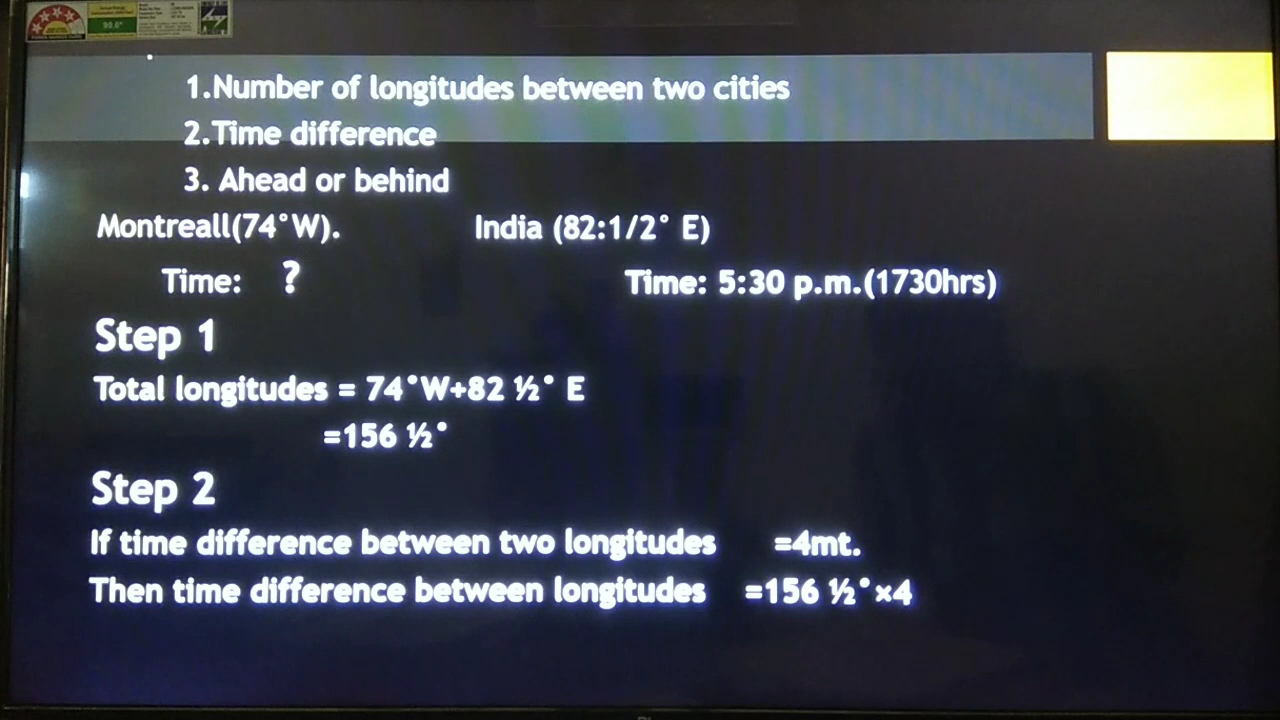 1.Number of longitudes between two cities
2.Time difference
3. Ahead or behind
Montreall(74°W). India (82:1/2° E)
Time: ? Time: 5:30 p.m.(1730hrs)
Step 1
Total longitudes = 74°W+82 ½° E
=156 ½°
Step 2
If time difference between two longitudes =4mt.
Then time difference between longitudes =156 ½°×4